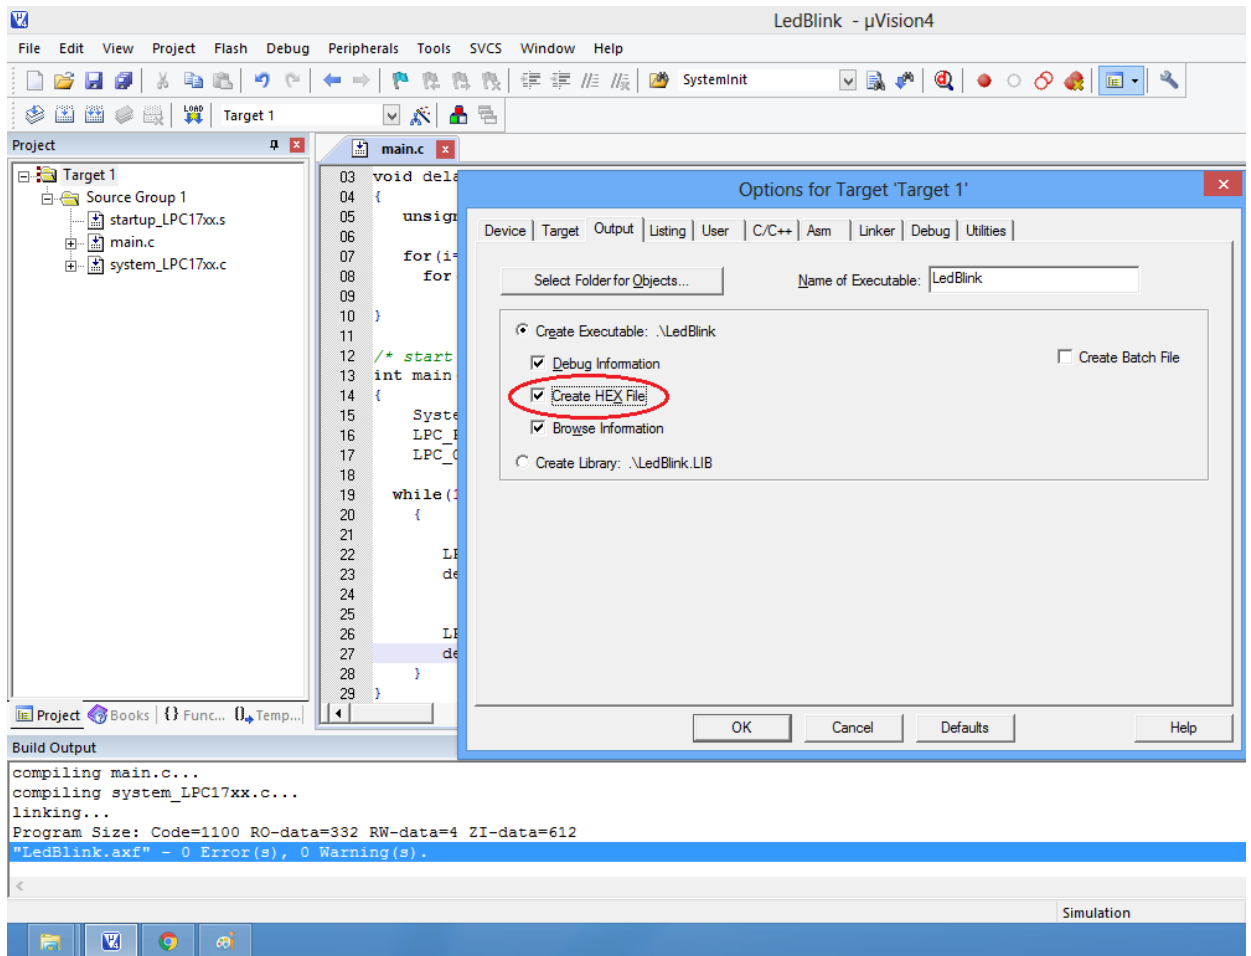 LedBlink - µVision4
File Edit View Project Flash Debug Peripherals Tools SVCS Window Help
SystemInit
LOAD Target 1
Project
main.c
Target 1
Source Group 1
startup_LPC17xx.s
main.c
system_LPC17xx.c
03 void dela
04 {
05 unsign
06
07 for(i=
08 for
09
10 }
11
12 /* start
13 int main
14 {
15 Syste
16 LPC_
17 LPC_
18
19 while(1
20 {
21
22 LP
23 de
24
25
26 LP
27 de
28 }
29 }
Options for Target 'Target 1'
Device Target Output Listing User C/C++ Asm Linker Debug Utilities
Select Folder for Objects... Name of Executable: LedBlink
Create Executable: .\LedBlink
Debug Information Create Batch File
Create HEX File
Browse Information
Create Library: .\LedBlink.LIB
OK Cancel Defaults Help
Project Books {} Func... 0 Temp...
Build Output
compiling main.c...
compiling system_LPC17xx.c...
linking...
Program Size: Code=1100 RO-data=332 RW-data=4 ZI-data=612
"LedBlink.axf" - 0 Error(s), 0 Warning(s).
Simulation